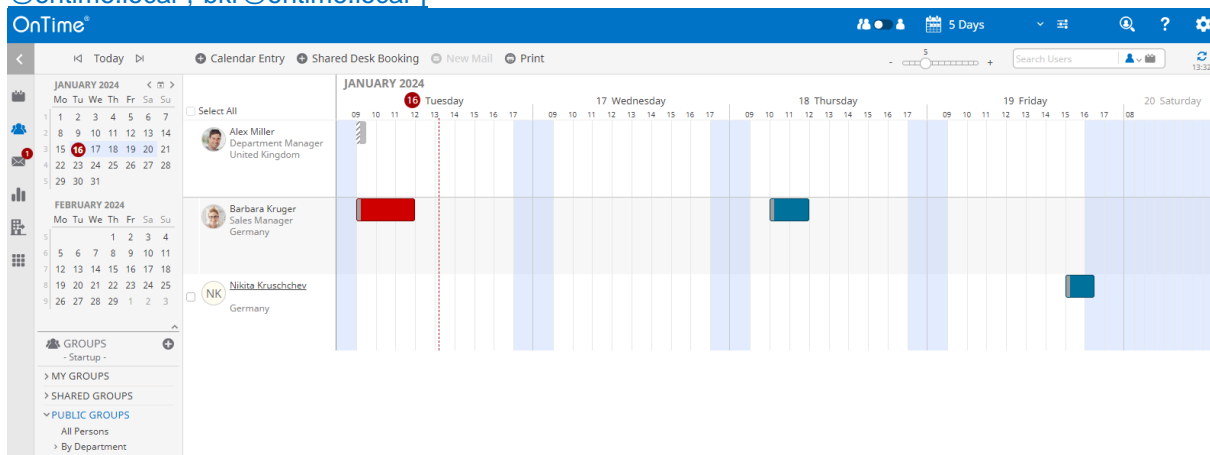 @ontime.local , bkr@ontime.local ]
OnTime®
5 Days
?
Today
Calendar Entry
Shared Desk Booking
New Mail
Print
- 5 +
Search Users
13:32
JANUARY 2024
Mo Tu We Th Fr Sa Su
1 1 2 3 4 5 6 7
2 8 9 10 11 12 13 14
3 15 16 17 18 19 20 21
4 22 23 24 25 26 27 28
5 29 30 31
FEBRUARY 2024
Mo Tu We Th Fr Sa Su
5 1 2 3 4
6 5 6 7 8 9 10 11
7 12 13 14 15 16 17 18
8 19 20 21 22 23 24 25
9 26 27 28 29 1 2 3
1
GROUPS
- Startup -
MY GROUPS
SHARED GROUPS
PUBLIC GROUPS
All Persons
By Department
JANUARY 2024
16 Tuesday 17 Wednesday 18 Thursday 19 Friday 20 Saturday
09 10 11 12 13 14 15 16 17 09 10 11 12 13 14 15 16 17 09 10 11 12 13 14 15 16 17 09 10 11 12 13 14 15 16 17 08
Select All
Alex Miller
Department Manager
United Kingdom
Barbara Kruger
Sales Manager
Germany
NK
Nikita Kruschchev
Germany